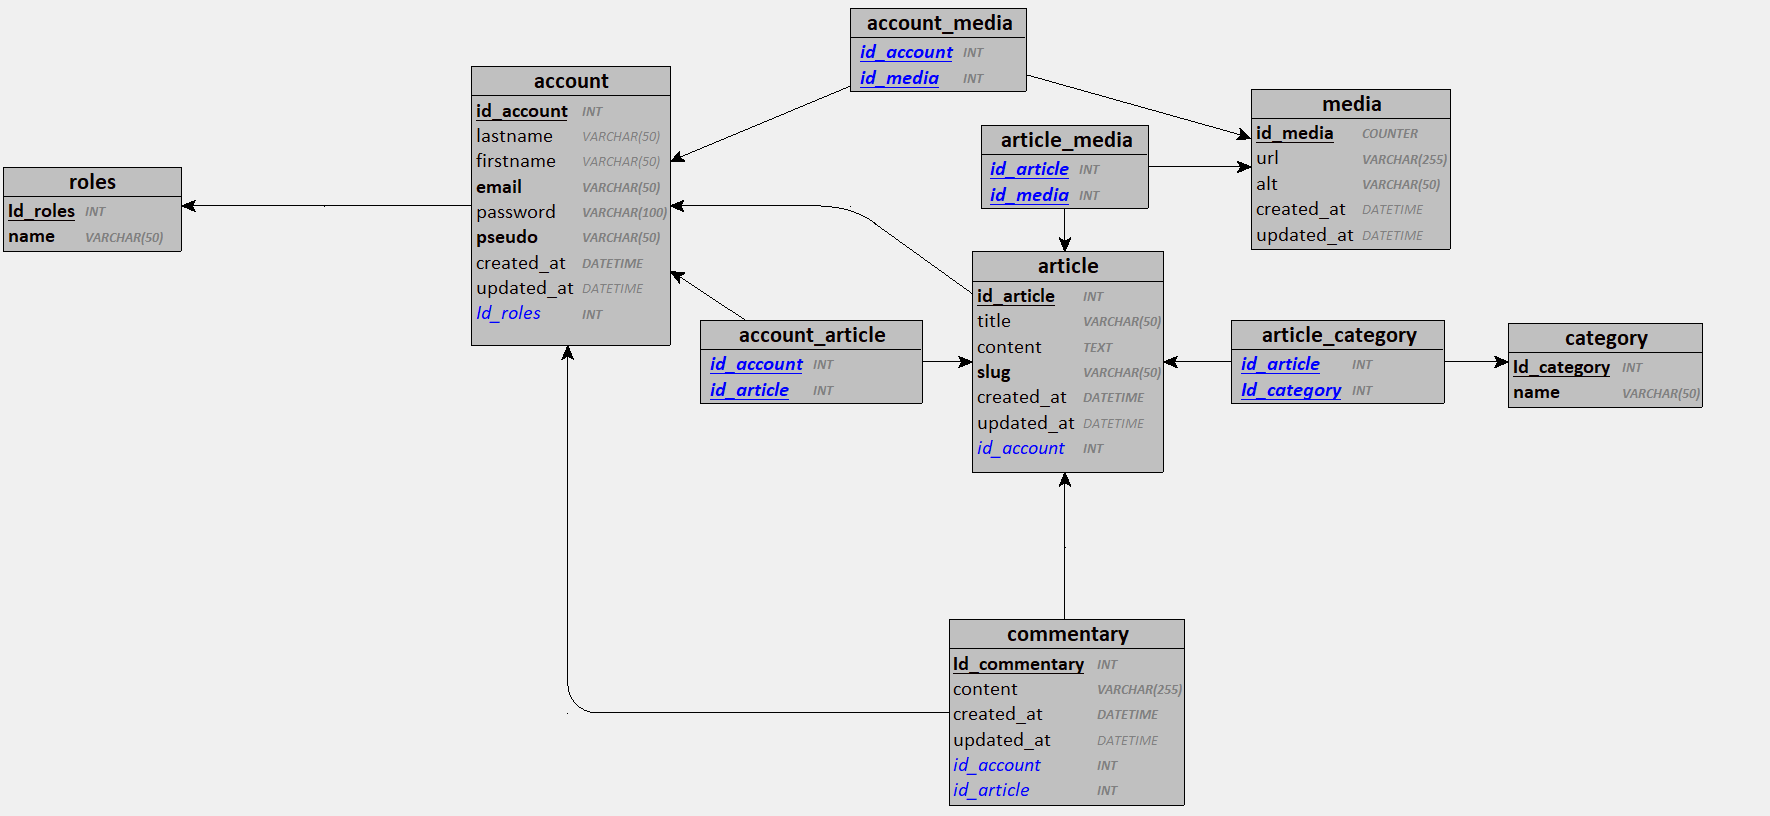 account_media
id_account INT
id_media INT
account
id_account INT
lastname VARCHAR(50)
firstname VARCHAR(50)
email VARCHAR(50)
password VARCHAR(100)
pseudo VARCHAR(50)
created_at DATETIME
updated_at DATETIME
Id_roles INT
media
id_media COUNTER
url VARCHAR(255)
alt VARCHAR(50)
created_at DATETIME
updated_at DATETIME
article_media
id_article INT
id_media INT
roles
Id_roles INT
name VARCHAR(50)
article
id_article INT
title VARCHAR(50)
content TEXT
slug VARCHAR(50)
created_at DATETIME
updated_at DATETIME
id_account INT
account_article
id_account INT
id_article INT
article_category
id_article INT
Id_category INT
category
Id_category INT
name VARCHAR(50)
commentary
Id_commentary INT
content VARCHAR(255)
created_at DATETIME
updated_at DATETIME
id_account INT
id_article INT